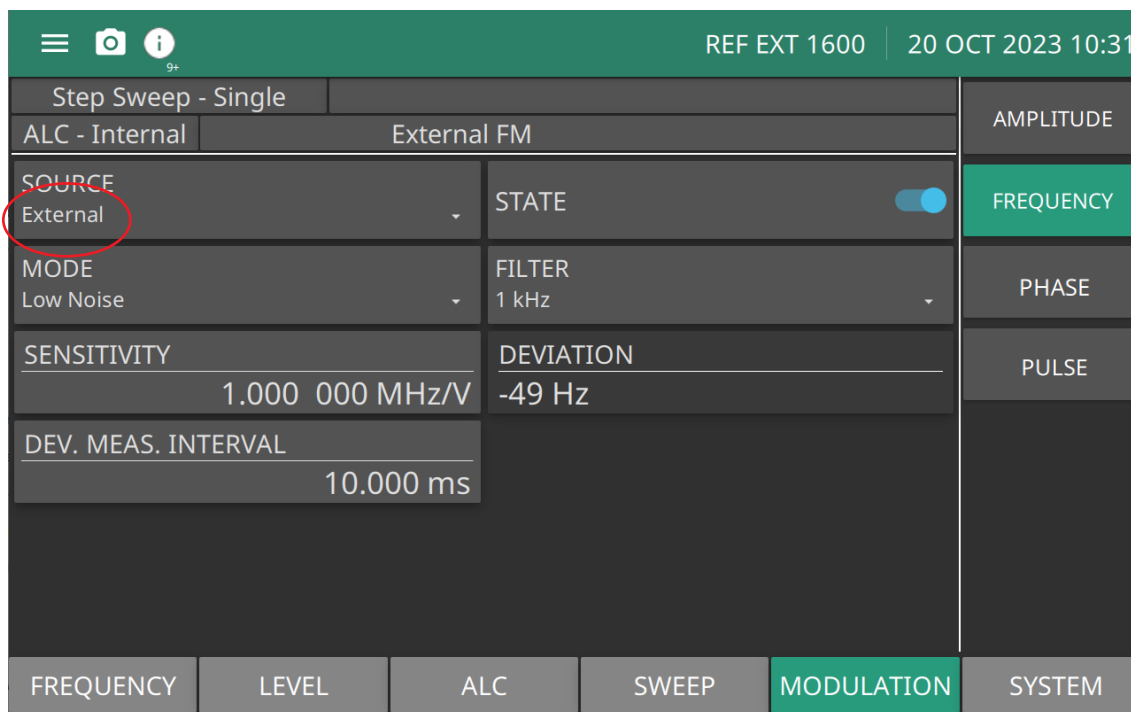 REF EXT 1600 20 OCT 2023 10:31
9+
Step Sweep - Single
ALC - Internal External FM
SOURCE
External
STATE
MODE
Low Noise
FILTER
1 kHz
SENSITIVITY
1.000 000 MHz/V
DEVIATION
-49 Hz
DEV. MEAS. INTERVAL
10.000 ms
AMPLITUDE
FREQUENCY
PHASE
PULSE
FREQUENCY LEVEL ALC SWEEP MODULATION SYSTEM